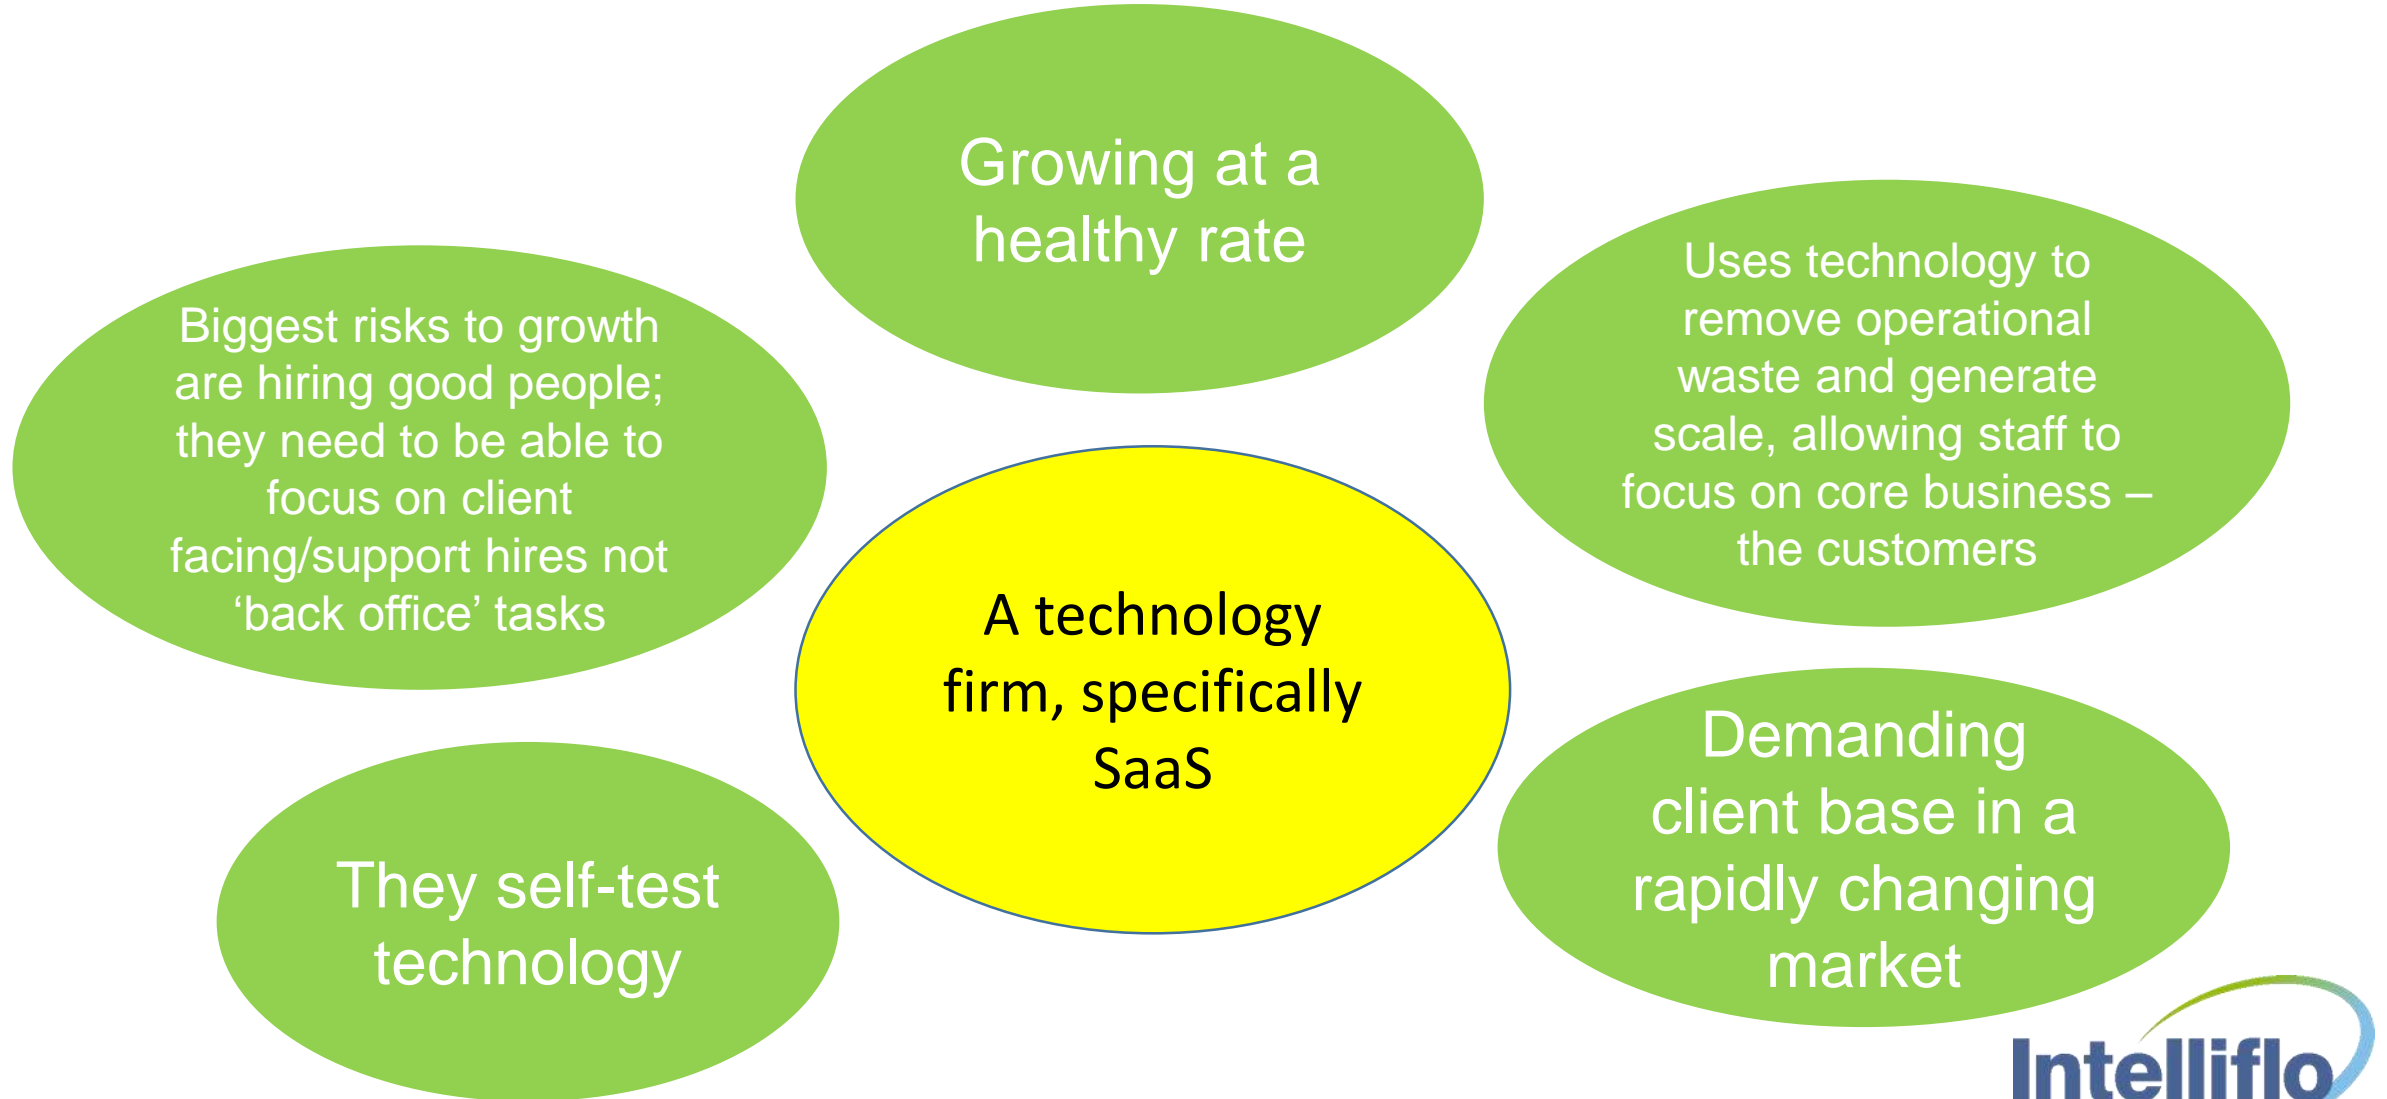 Growing at a
healthy rate
Biggest risks to growth
are hiring good people;
they need to be able to
focus on client
facing/support hires not
‘back office’ tasks
Uses technology to
remove operational
waste and generate
scale, allowing staff to
focus on core business –
the customers
A technology
firm, specifically
SaaS
They self-test
technology
Demanding
client base in a
rapidly changing
market
Intelliflo